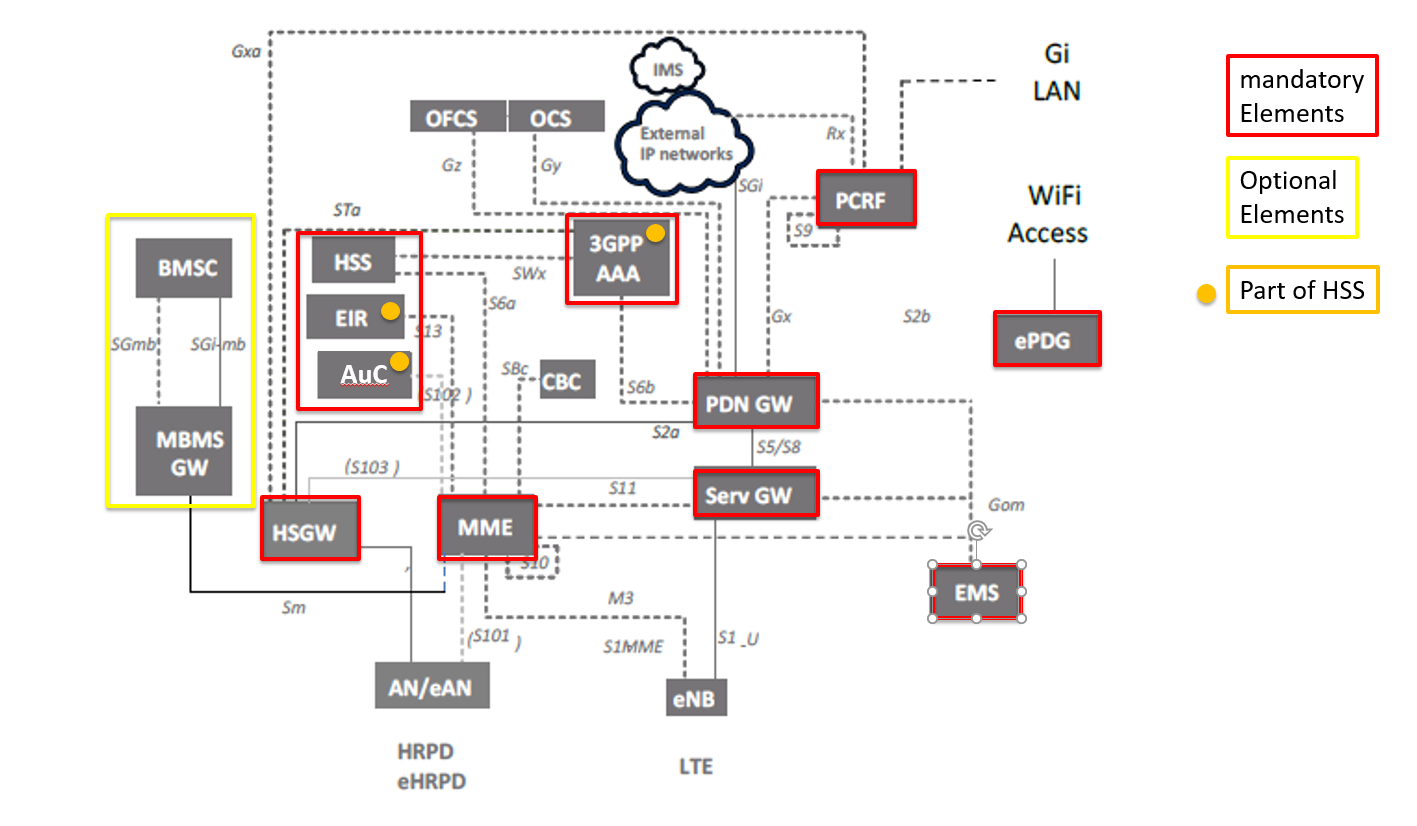 Gxa
IMS
Gi
LAN
mandatory
Elements
OFCS
OCS
External
IP networks
Rx
Gz
Gy
SGi
Optional
Elements
PCRF
WiFi
Access
STa
S9
3GPP
AAA
HSS
BMSC
SWx
Part of HSS
S6a
EIR
S13
Gx
S2b
ePDG
SGmb
SGi-mb
SBc
AuC
CBC
(S102 )
S6b
PDN GW
S2a
MBMS
GW
S5/S8
(S103 )
S11
Serv GW
Gom
HSGW
MME
,
S10
EMS
Sm
M3
(S101 )
S1MME
S1 _U
AN/eAN
eNB
HRPD
eHRPD
LTE